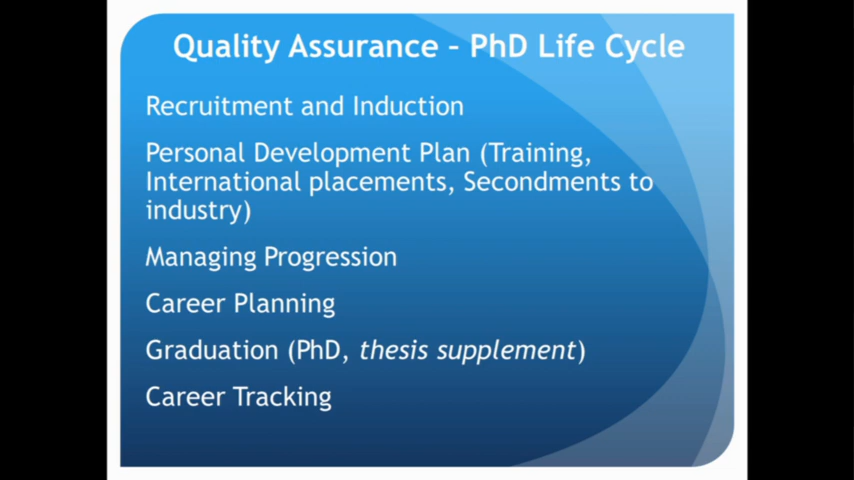 Quality Assurance – PhD Life Cycle
Recruitment and Induction
Personal Development Plan (Training,
International placements, Secondments to
industry)
Managing Progression
Career Planning
Graduation (PhD, thesis supplement)
Career Tracking